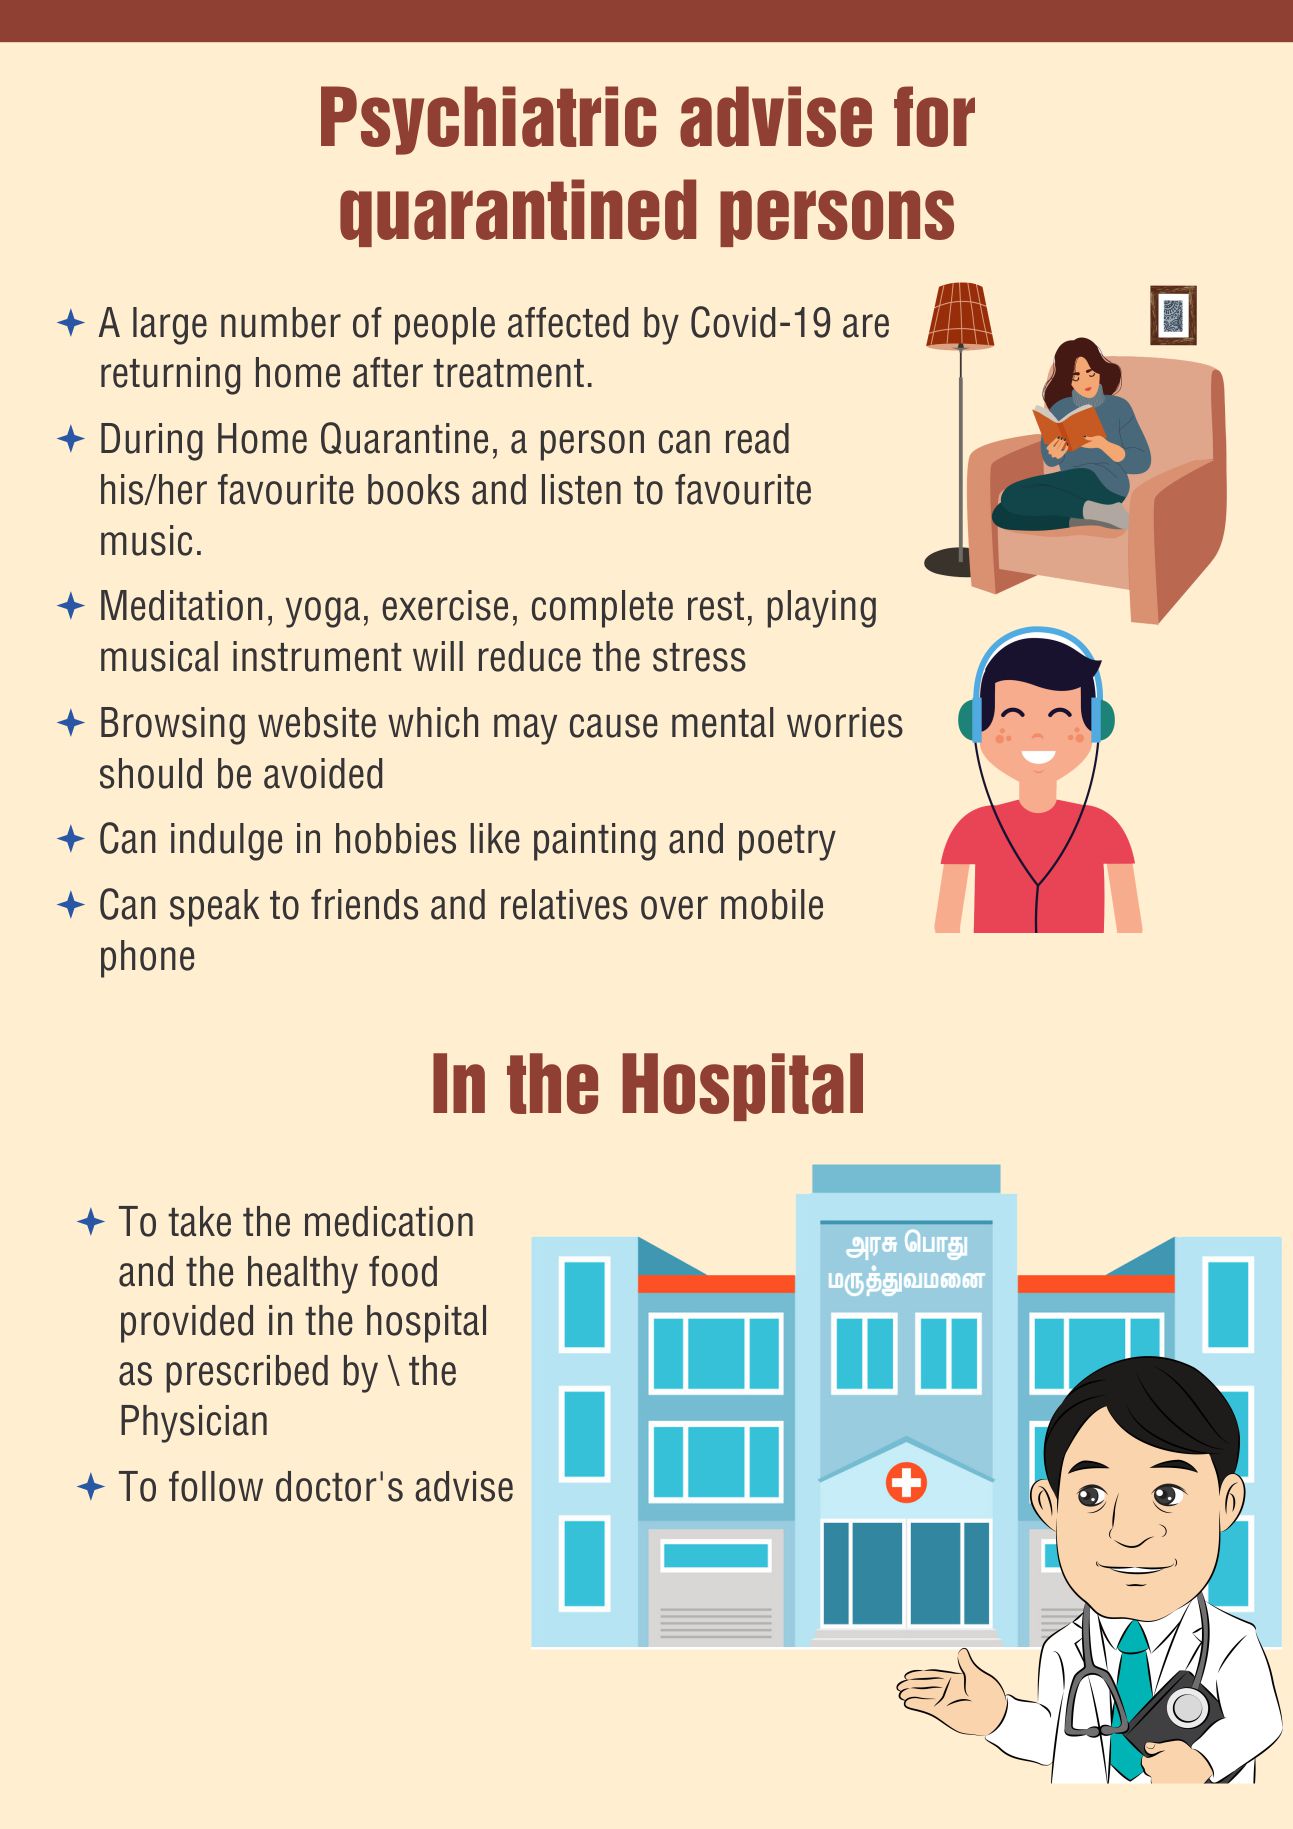 Psychiatric advise for
quarantined persons
A large number of people affected by Covid-19 are
returning home after treatment.
During Home Quarantine, a person can read
his/her favourite books and listen to favourite
music.
Meditation, yoga, exercise, complete rest, playing
musical instrument will reduce the stress
Browsing website which may cause mental worries
should be avoided
Can indulge in hobbies like painting and poetry
Can speak to friends and relatives over mobile
phone
In the Hospital
To take the medication
and the healthy food
provided in the hospital
as prescribed by \ the
Physician
To follow doctor's advise
அரசு பொது
மருத்துவமனை